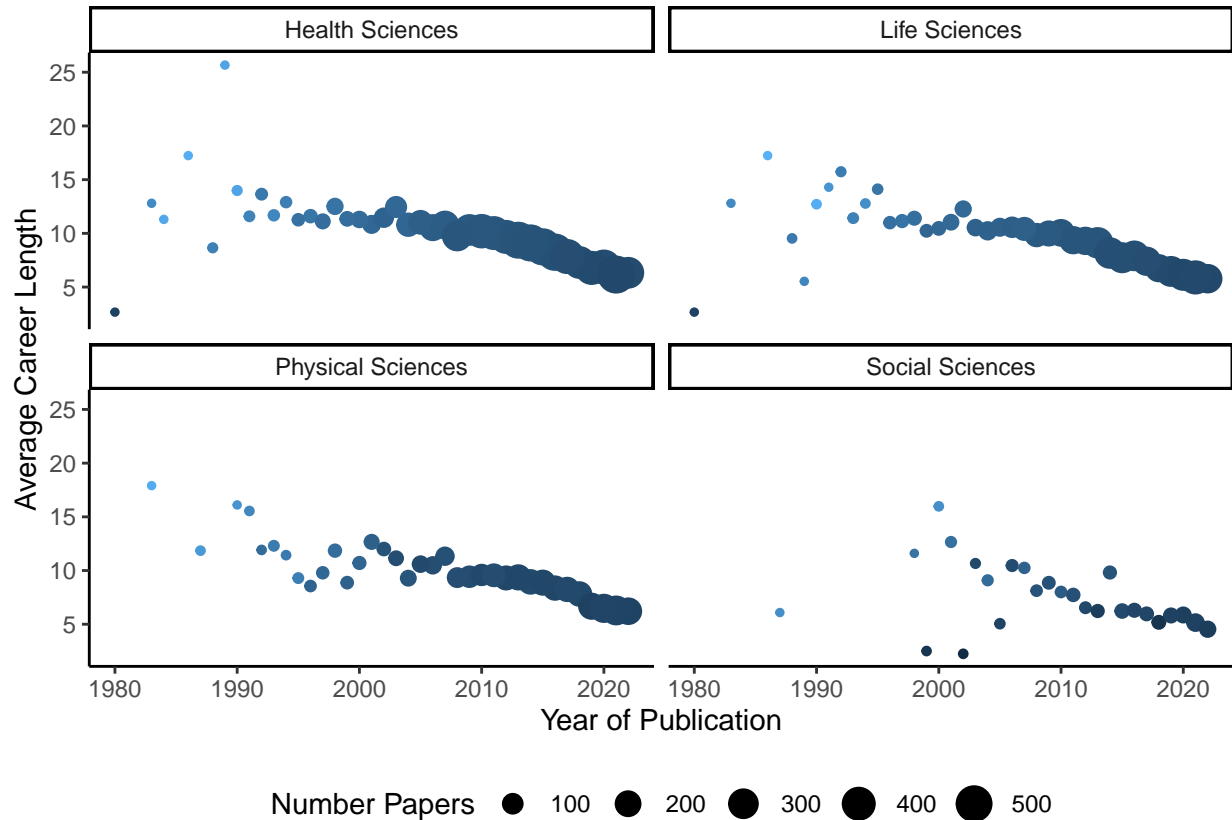 Health Sciences
Life Sciences
25
20
15
10
5
Physical Sciences
Social Sciences
25
20
15
10
5
Average Career Length
1980 1990 2000 2010 2020
1980 1990 2000 2010 2020
Year of Publication
Number Papers 100 200 300 400 500